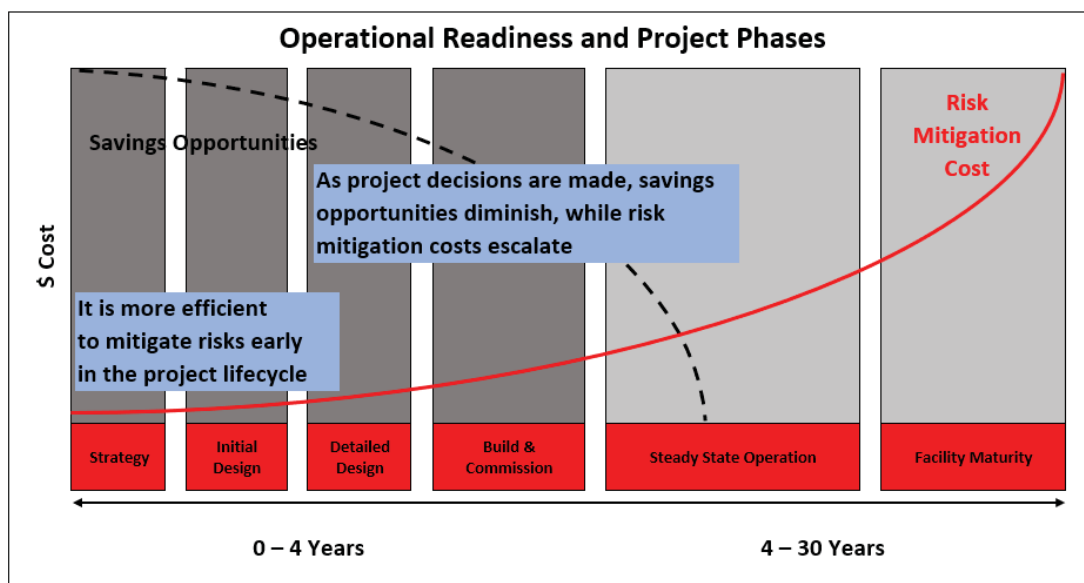 Operational Readiness and Project Phases
Savings Opportunities
Risk
Mitigation
Cost
As project decisions are made, savings
opportunities diminish, while risk
mitigation costs escalate
$ Cost
It is more efficient
to mitigate risks early
in the project lifecycle
Strategy
Initial
Design
Detailed
Design
Build &
Commission
Steady State Operation
Facility Maturity
0 – 4 Years
4 – 30 Years